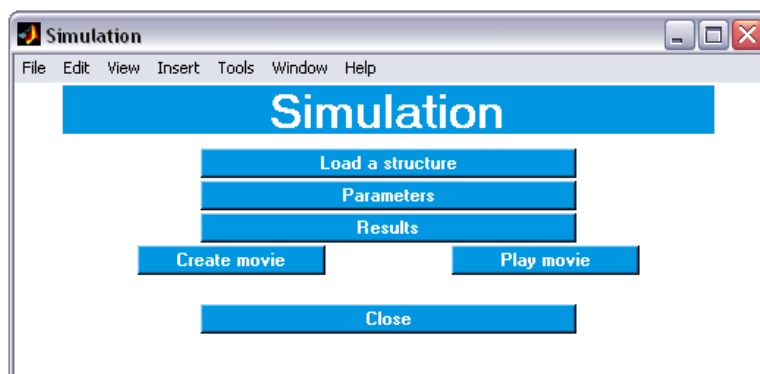 Simulation
File Edit View Insert Tools Window Help
Simulation
Load a structure
Parameters
Results
Create movie Play movie
Close